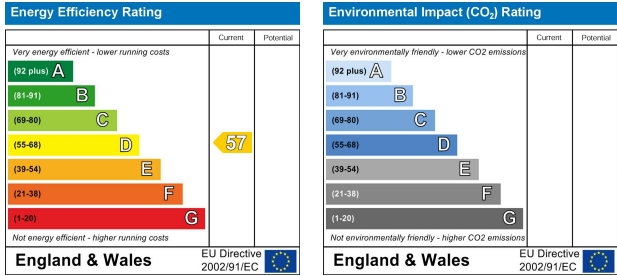 Energy Efficiency Rating
Current Potential
Very energy efficient - lower running costs
(92 plus) A
(81-91) B
(69-80) C
(55-68) D
57
(39-54) E
(21-38) F
(1-20) G
Not energy efficient - higher running costs
England & Wales
EU Directive
2002/91/EC
Environmental Impact (CO2) Rating
Current Potential
Very environmentally friendly - lower CO2 emissions
(92 plus) A
(81-91) B
(69-80) C
(55-68) D
(39-54) E
(21-38) F
(1-20) G
Not environmentally friendly - higher CO2 emissions
England & Wales
EU Directive
2002/91/EC